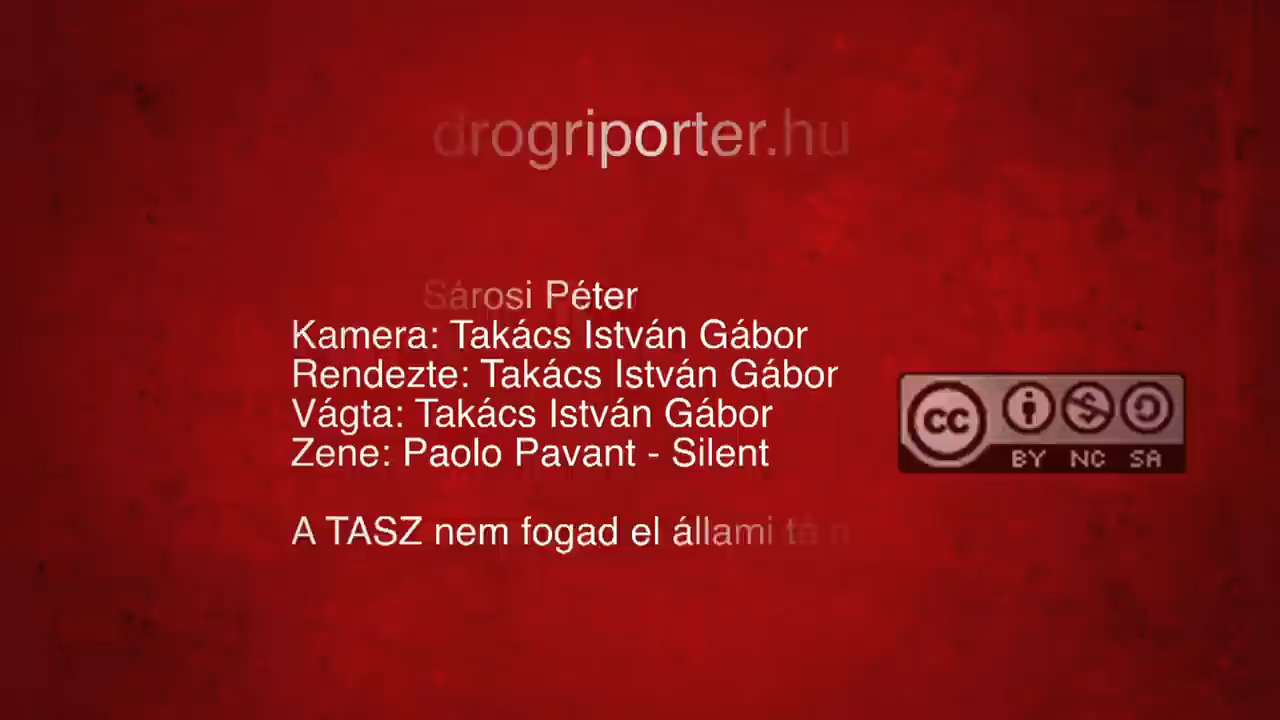 drogriporter.hu
Sárosi Péter
Kamera: Takács István Gábor
Rendezte: Takács István Gábor
Vágta: Takács István Gábor
Zene: Paolo Pavant - Silent
cc
BY NC SA
A TASZ nem fogad el állami